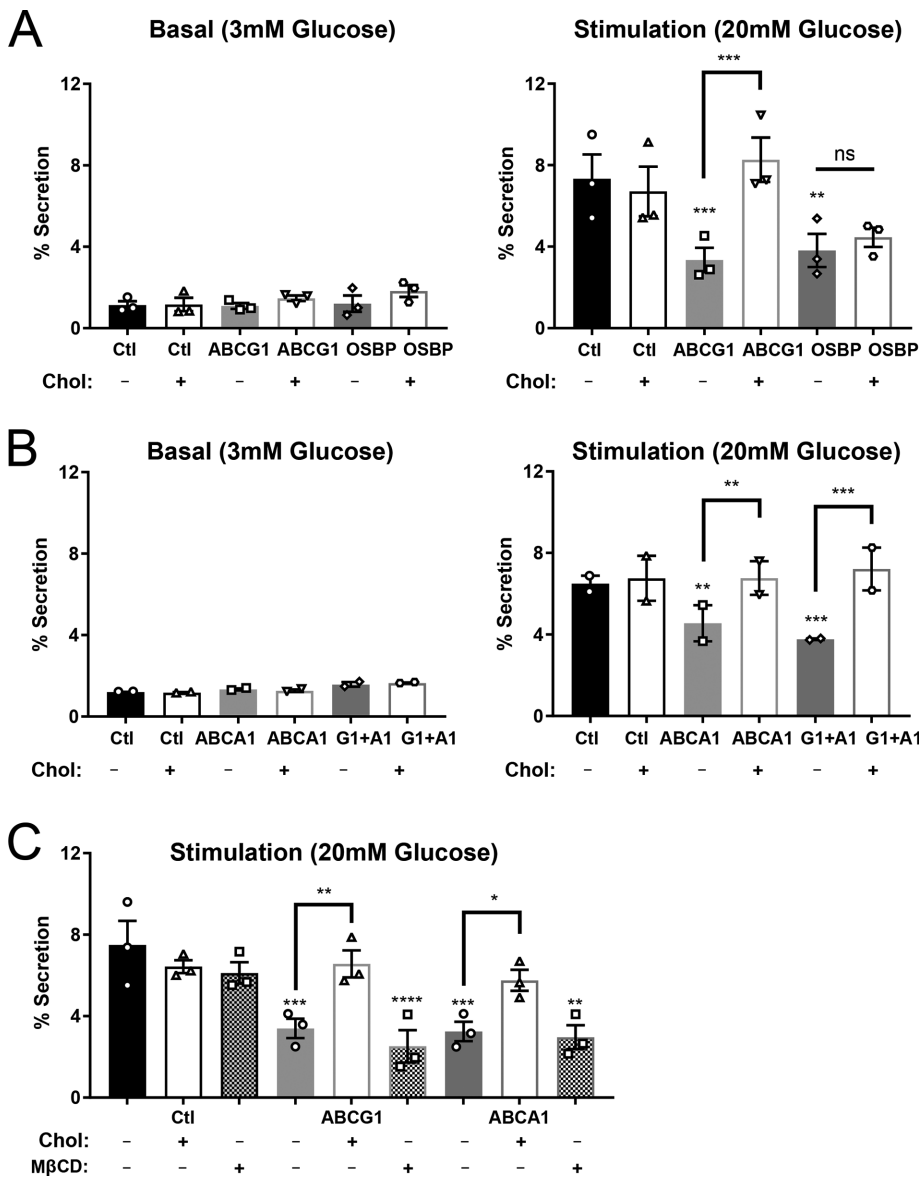 A
Basal (3mM Glucose)
% Secretion
12
8
4
0
Ctl Ctl ABCG1 ABCG1 OSBP OSBP
Chol: – + – + – +
Stimulation (20mM Glucose)
% Secretion
12
8
4
0
***
***
**
ns
Ctl Ctl ABCG1 ABCG1 OSBP OSBP
– + – + – +
B
Basal (3mM Glucose)
% Secretion
12
8
4
0
Ctl Ctl ABCA1 ABCA1 G1+A1 G1+A1
Chol: – + – + – +
Stimulation (20mM Glucose)
% Secretion
12
8
4
0
**
***
**
***
Ctl Ctl ABCA1 ABCA1 G1+A1 G1+A1
Chol: – + – + – +
C
Stimulation (20mM Glucose)
% Secretion
12
8
4
0
**
*
***
****
***
**
Ctl ABCG1 ABCA1
Chol: – + – – + – – + –
MβCD: – – + – – + – – +